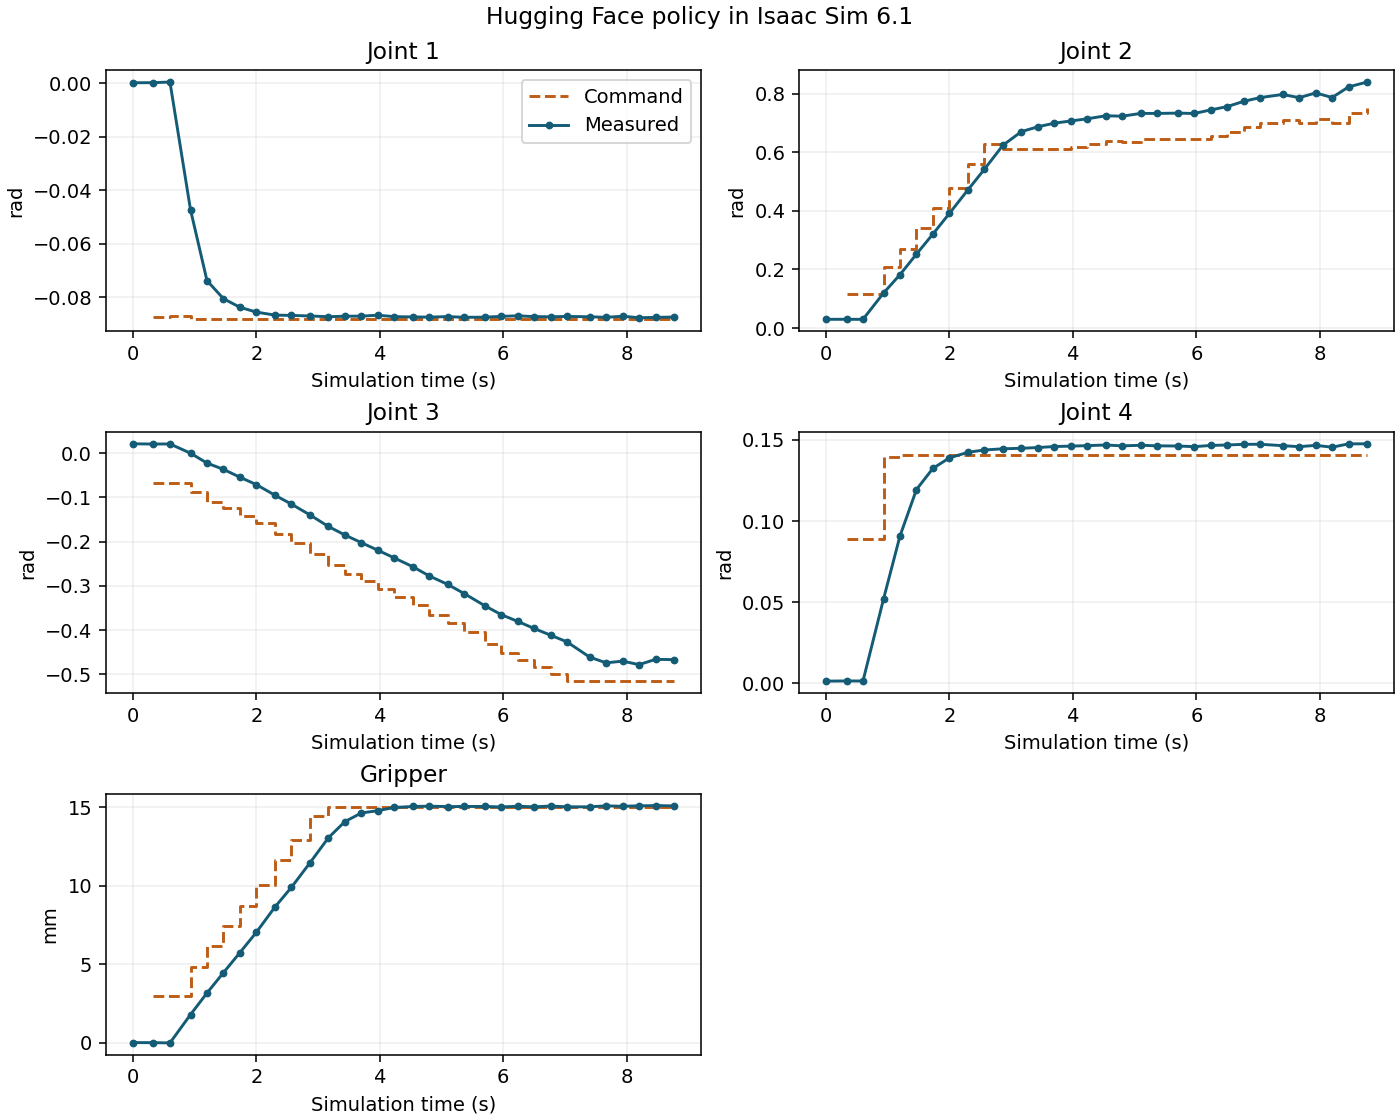 Hugging Face policy in Isaac Sim 6.1
Joint 1
0.00
−0.02
−0.04
−0.06
−0.08
rad
0 2 4 6 8
Simulation time (s)
Command
Measured
Joint 2
0.8
0.6
0.4
0.2
0.0
rad
0 2 4 6 8
Simulation time (s)
Joint 3
0.0
−0.1
−0.2
−0.3
−0.4
−0.5
rad
0 2 4 6 8
Simulation time (s)
Joint 4
0.15
0.10
0.05
0.00
rad
0 2 4 6 8
Simulation time (s)
Gripper
15
10
5
0
mm
0 2 4 6 8
Simulation time (s)